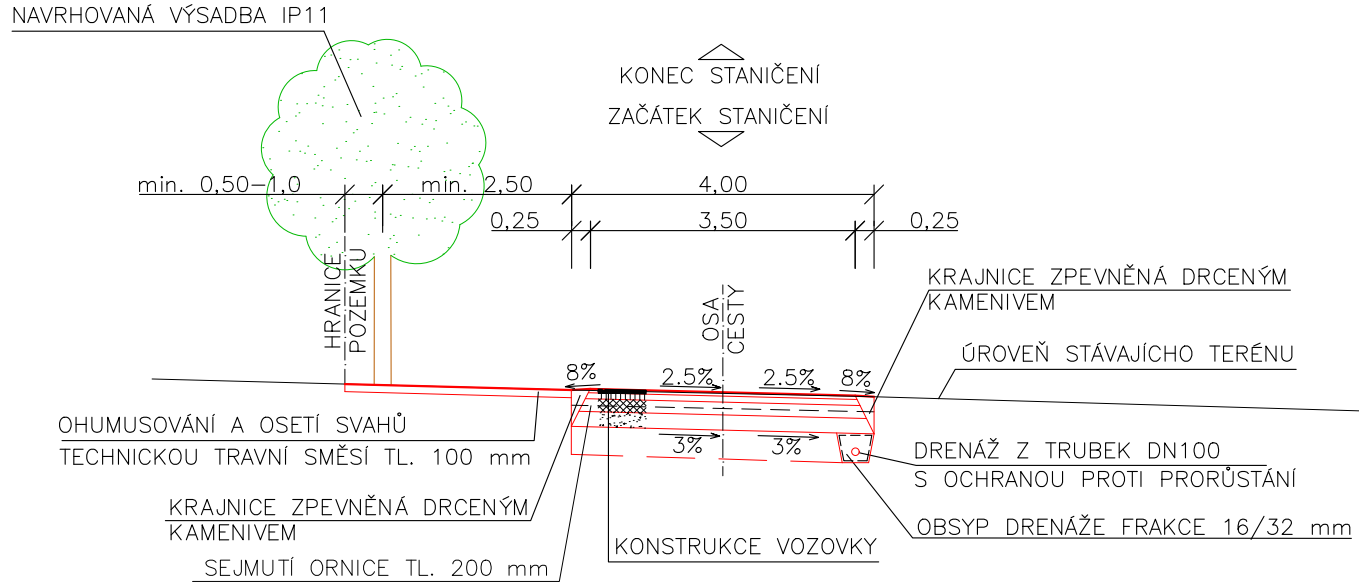 NAVRHOVANÁ VÝSADBA IP11
KONEC STANIČENÍ
ZAČÁTEK STANIČENÍ
min. 0,50-1,0
min. 2,50
4,00
0,25
3,50
0,25
HRANICE
POZEMKU
OSA
CESTY
KRAJNICE ZPEVNĚNÁ DRCENÝM
KAMENIVEM
ÚROVEŇ STÁVAJÍCHO TERÉNU
8%
2.5%
2.5%
8%
OHUMUSOVÁNÍ A OSETÍ SVAHŮ
TECHNICKOU TRAVNÍ SMĚSÍ TL. 100 mm
3%
3%
DRENÁŽ Z TRUBEK DN100
S OCHRANOU PROTI PRORŮSTÁNÍ
KRAJNICE ZPEVNĚNÁ DRCENÝM
KAMENIVEM
OBSYP DRENÁŽE FRAKCE 16/32 mm
KONSTRUKCE VOZOVKY
SEJMUTÍ ORNICE TL. 200 mm